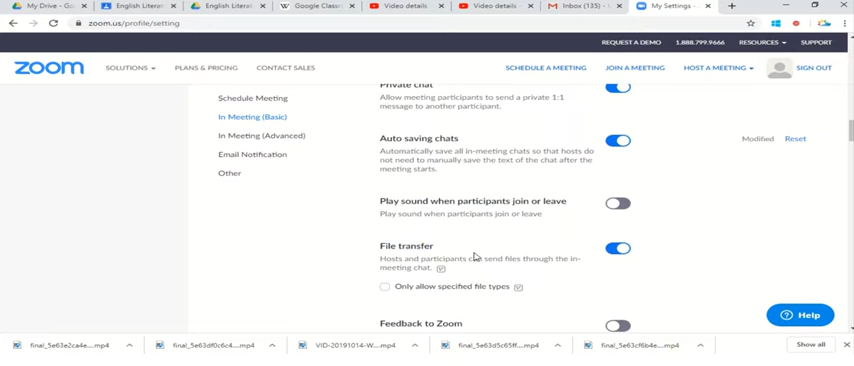 My Drive - Go
English Literat
English Literat
Google Classr
Video details
Video details
Inbox (135) -
My Settings -
zoom.us/profile/setting
REQUEST A DEMO 1.888.799.9666 RESOURCES SUPPORT
zoom SOLUTIONS PLANS & PRICING CONTACT SALES SCHEDULE A MEETING JOIN A MEETING HOST A MEETING SIGN OUT
Schedule Meeting
In Meeting (Basic)
In Meeting (Advanced)
Email Notification
Other
Private chat
Allow meeting participants to send a private 1:1
message to another participant.
Auto saving chats
Modified Reset
Automatically save all in-meeting chats so that hosts do
not need to manually save the text of the chat after the
meeting starts.
Play sound when participants join or leave
Play sound when participants join or leave
File transfer
Hosts and participants can send files through the in-
meeting chat.
Only allow specified file types
Feedback to Zoom
Help
final_5e63e2ca4e....mp4
final_5e63df0c6c4....mp4
VID-20191014-W....mp4
final_5e63d5c65ff....mp4
final_5e63cf6b4e....mp4
Show all